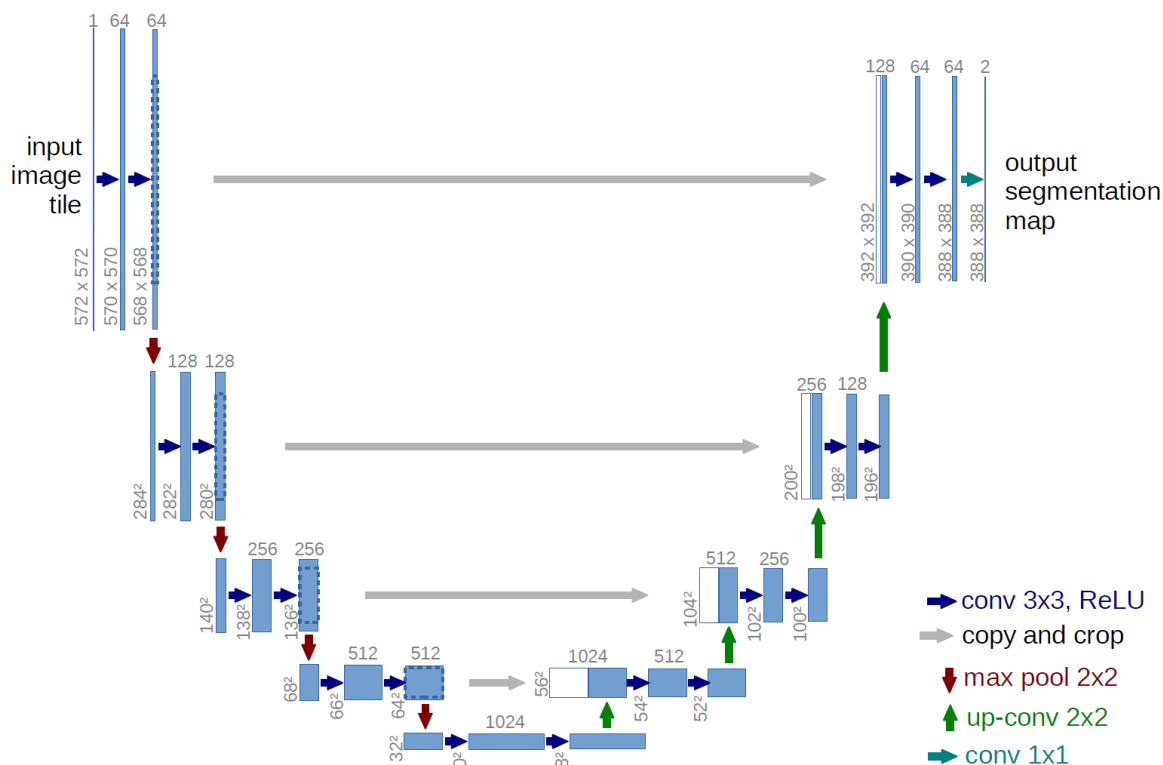 1 64 64
128 64 64 2
input
image
tile
output
segmentation
map
572 x 572
570 x 570
568 x 568
392 x 392
390 x 390
388 x 388
388 x 388
128 128
256 128
284²
282²
280²
200²
198²
196²
256 256
512 256
140²
138²
136²
104²
102²
100²
512 512
1024 512
68²
66²
64²
56²
54²
52²
1024
32²
conv 3x3, ReLU
copy and crop
max pool 2x2
up-conv 2x2
conv 1x1